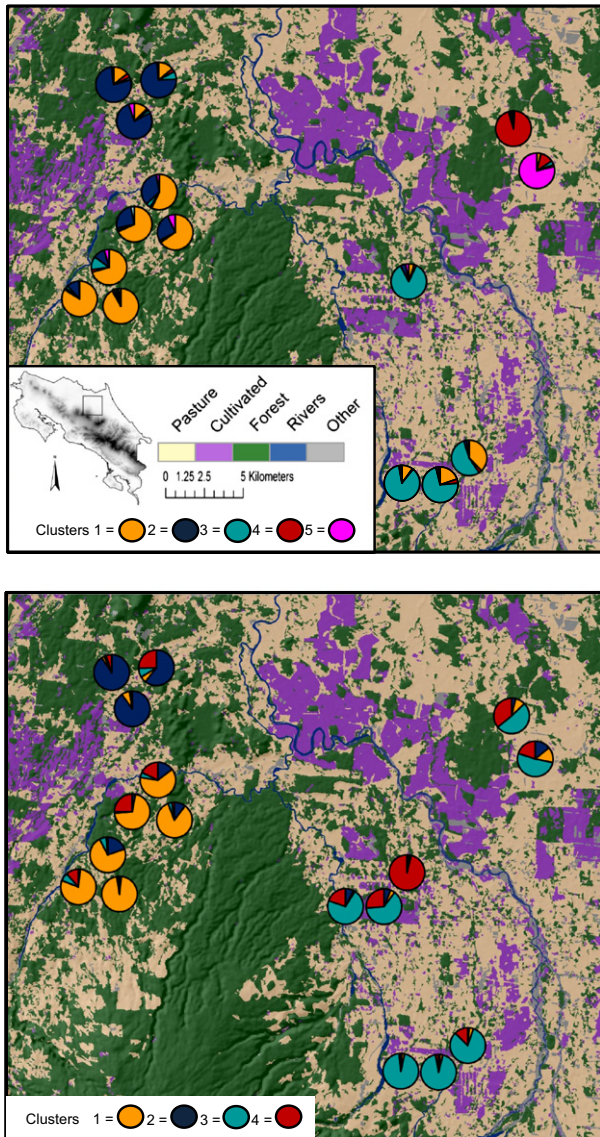 Pasture Cultivated Forest Rivers Other
0 1.25 2.5 5 Kilometers
Clusters 1 = 2 = 3 = 4 = 5 =
Clusters 1 = 2 = 3 = 4 =